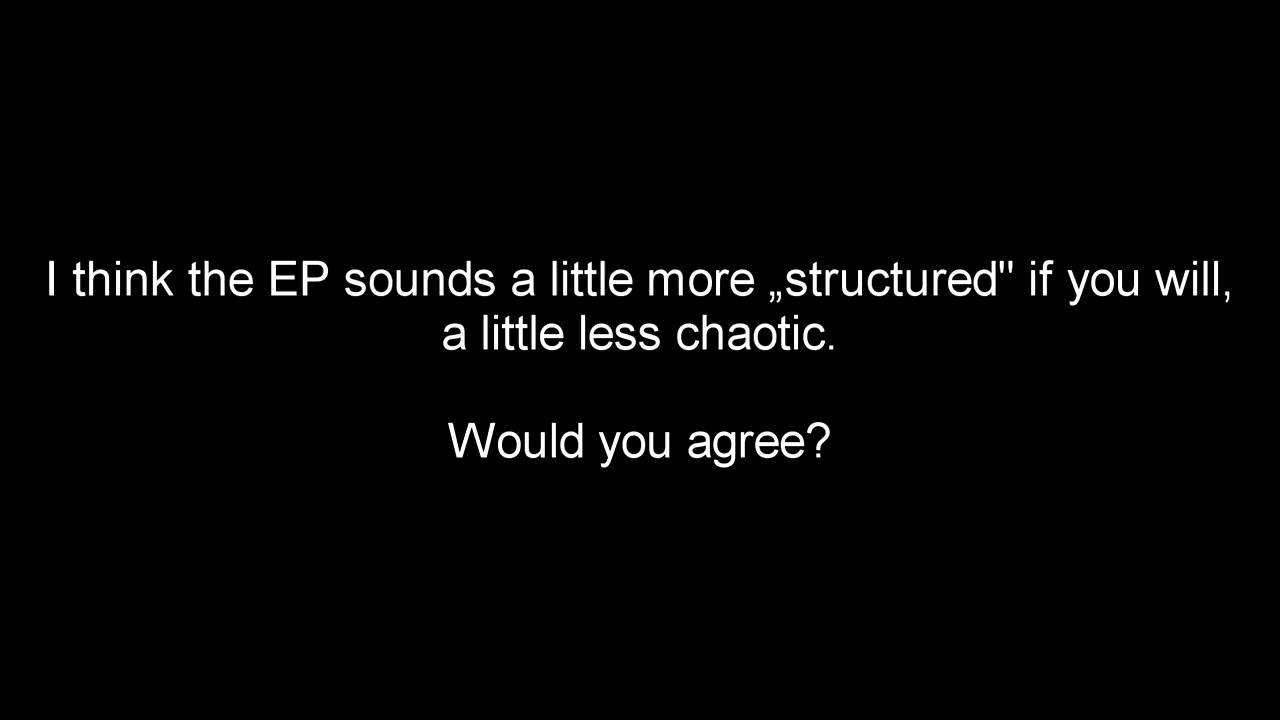 I think the EP sounds a little more „structured" if you will,
a little less chaotic.
Would you agree?